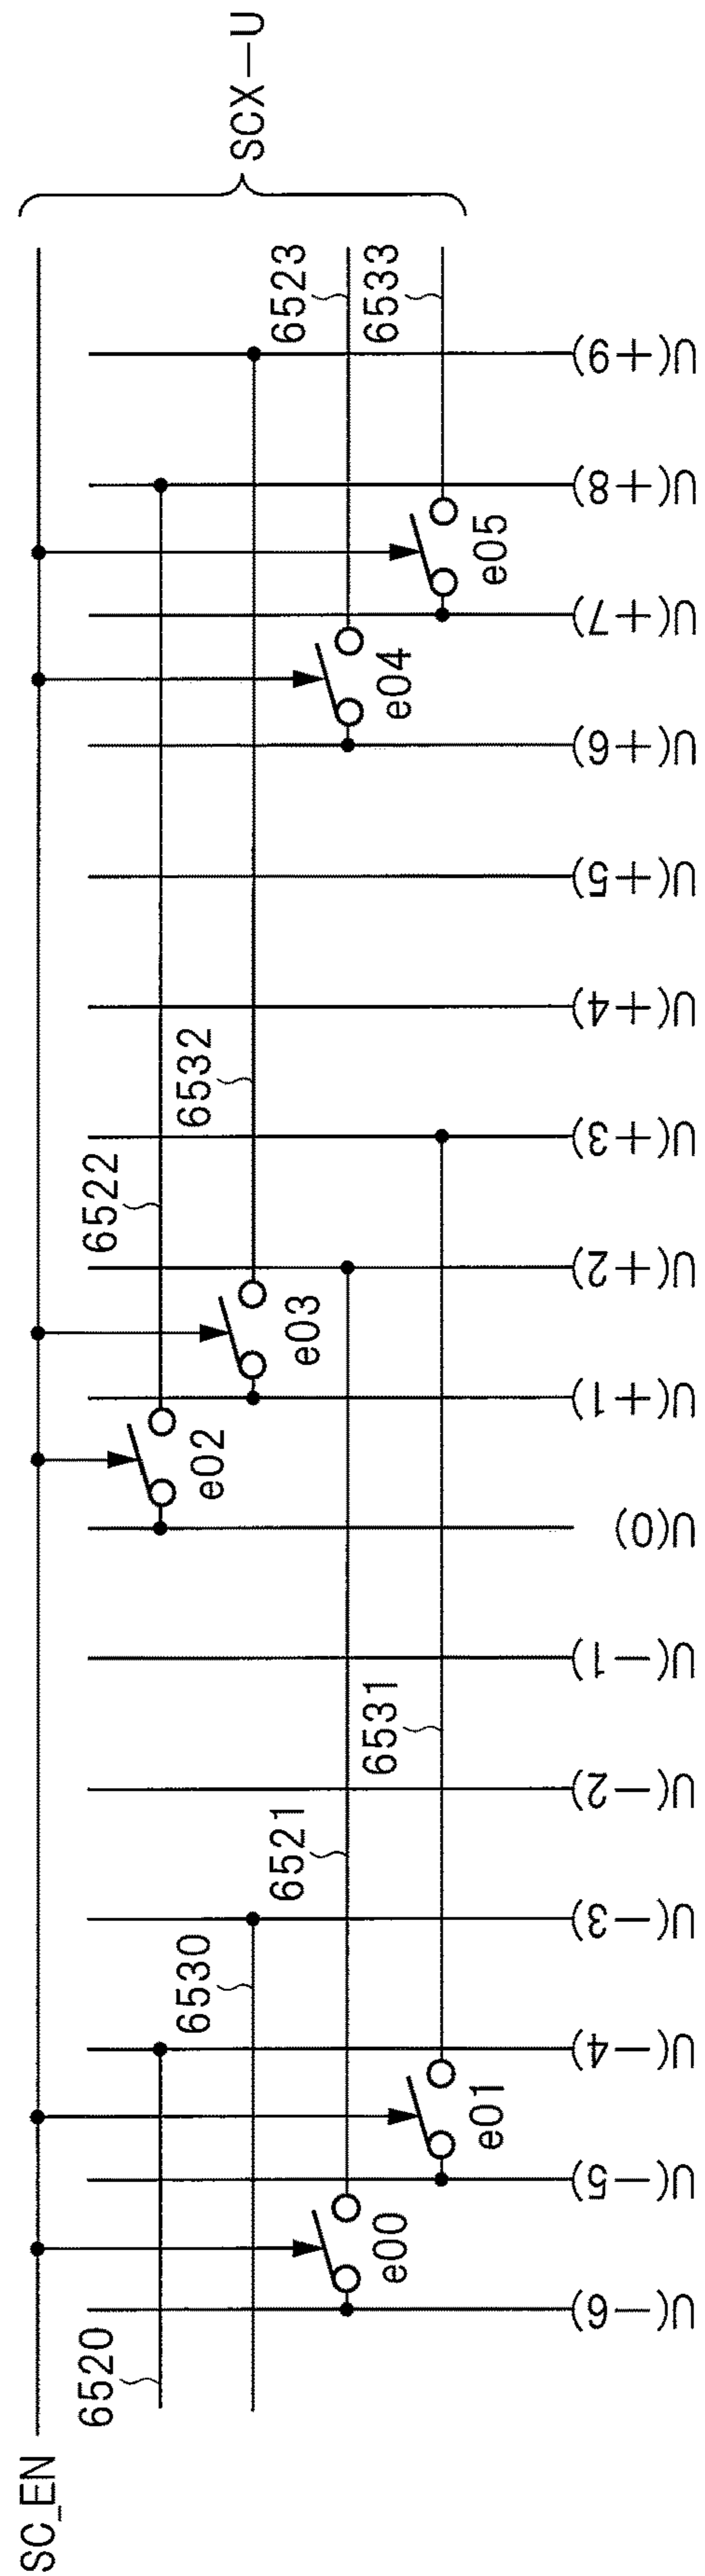 SCX-U
SC_EN
6520
6530
6521
6531
6522
6532
6523
6533
e00
e01
e02
e03
e04
e05
U(-6)
U(-5)
U(-4)
U(-3)
U(-2)
U(-1)
U(0)
U(+1)
U(+2)
U(+3)
U(+4)
U(+5)
U(+6)
U(+7)
U(+8)
U(+9)